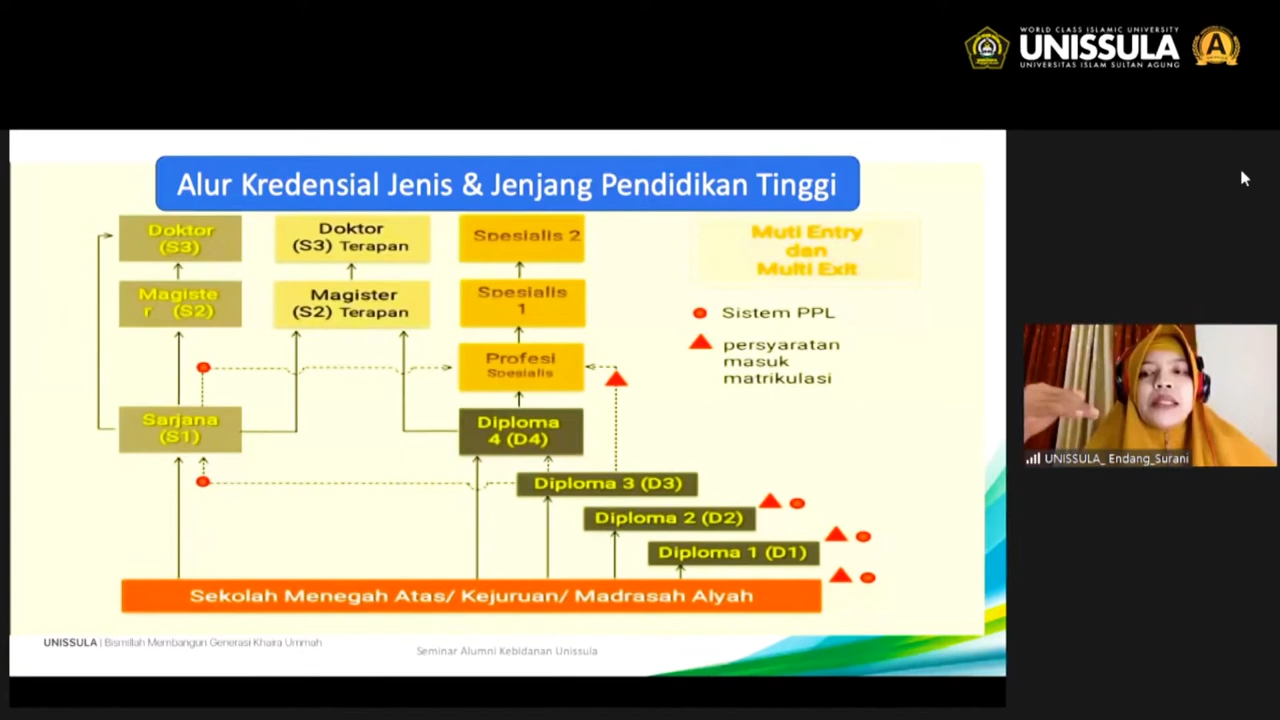 WORLD CLASS ISLAMIC UNIVERSITY
UNISSULA
UNIVERSITAS ISLAM SULTAN AGUNG
A
Alur Kredensial Jenis & Jenjang Pendidikan Tinggi
Doktor
(S3)
Doktor
(S3) Terapan
Spesialis 2
Muti Entry
dan
Multi Exit
Magiste
r (S2)
Magister
(S2) Terapan
Spesialis
1
Sistem PPL
persyaratan
masuk
matrikulasi
Profesi
Spesialis
Sarjana
(S1)
Diploma
4 (D4)
Diploma 3 (D3)
Diploma 2 (D2)
Diploma 1 (D1)
Sekolah Menegah Atas/ Kejuruan/ Madrasah Alyah
UNISSULA | Bismillah Membangun Generasi Khaira Ummah
Seminar Alumni Kebidanan Unissula
UNISSULA_ Endang_Surani